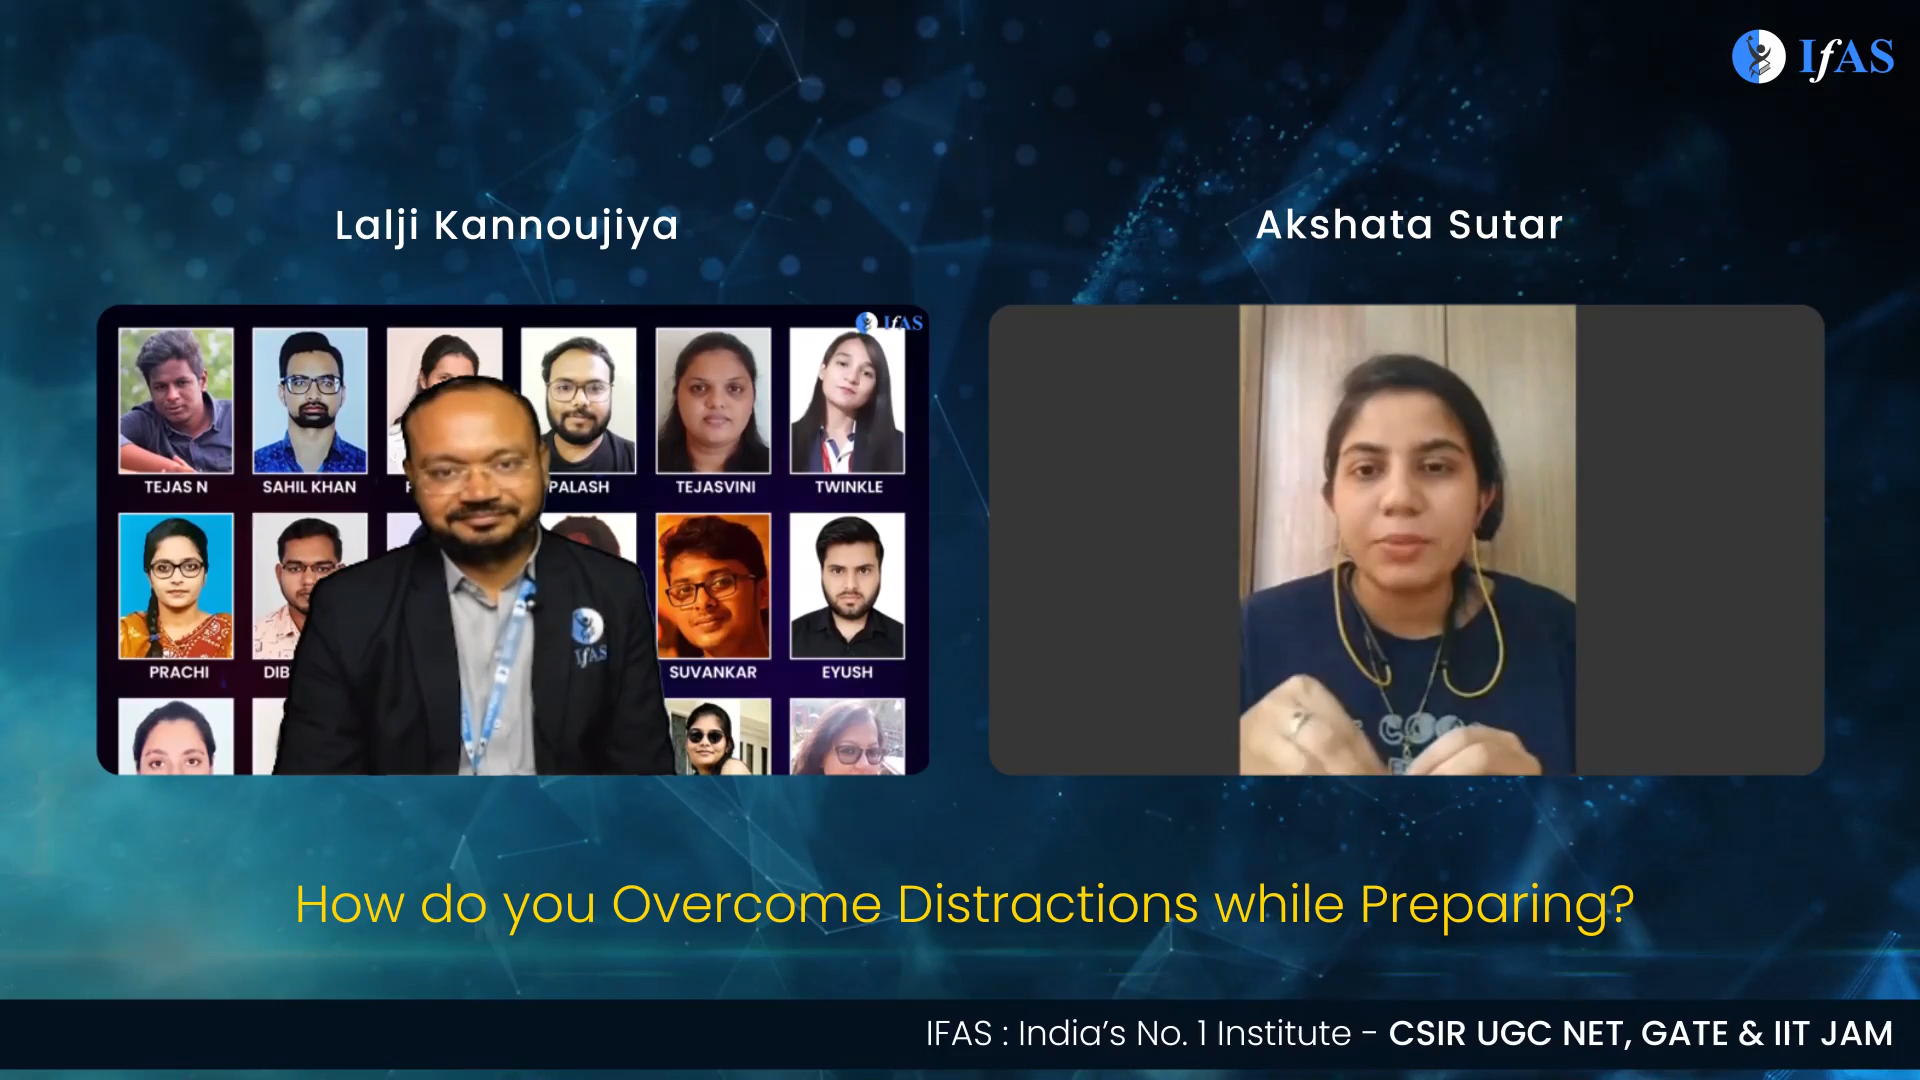 IfAS
Lalji Kannoujiya
Akshata Sutar
IfAS
TEJAS N
SAHIL KHAN
PALASH
TEJASVINI
TWINKLE
PRACHI
SUVANKAR
EYUSH
IfAS
How do you Overcome Distractions while Preparing?
IFAS : India’s No. 1 Institute - CSIR UGC NET, GATE & IIT JAM